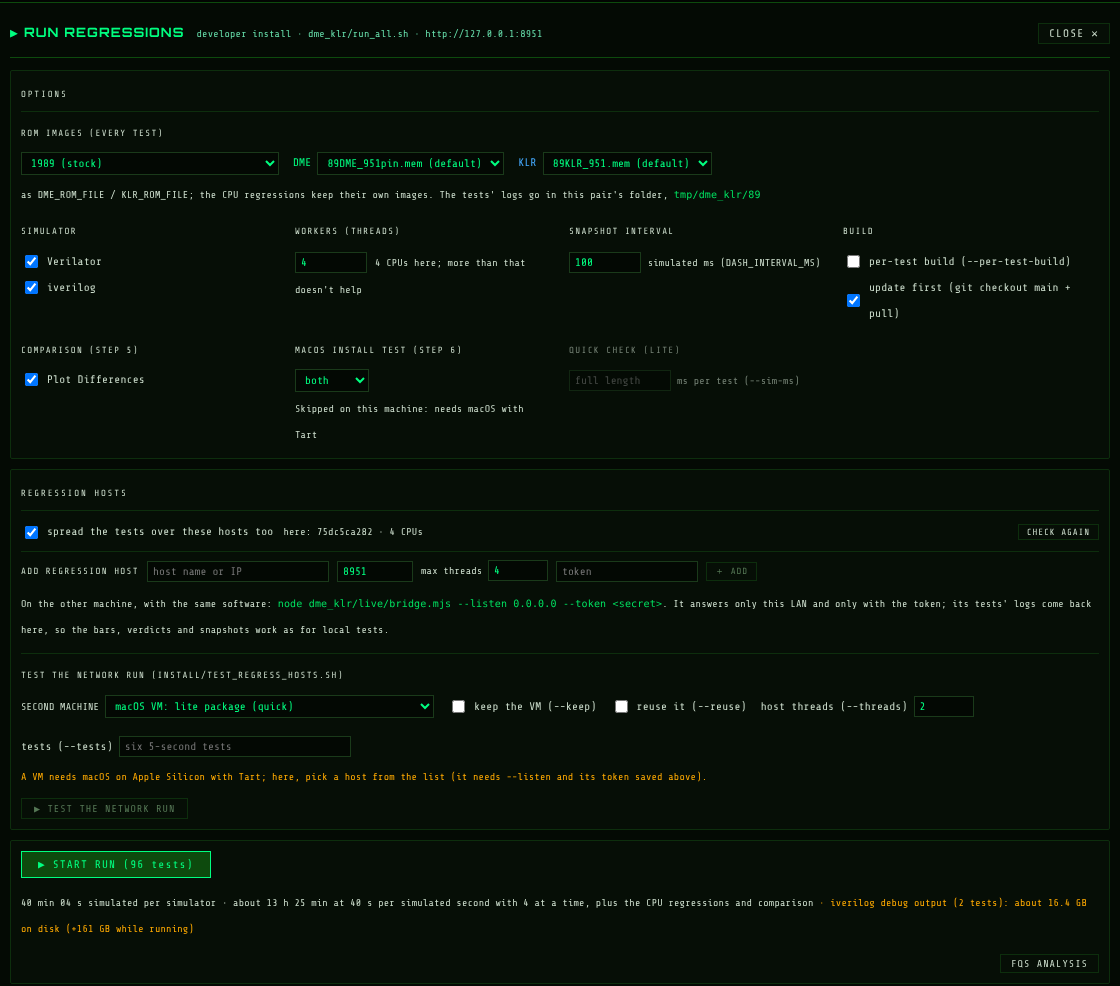 ▶ RUN REGRESSIONS developer install · dme_klr/run_all.sh · http://127.0.0.1:8951 CLOSE ×
OPTIONS
ROM IMAGES (EVERY TEST)
1989 (stock) DME 89DME_951pin.mem (default) KLR 89KLR_951.mem (default)
as DME_ROM_FILE / KLR_ROM_FILE; the CPU regressions keep their own images. The tests' logs go in this pair's folder, tmp/dme_klr/89
SIMULATOR WORKERS (THREADS) SNAPSHOT INTERVAL BUILD
Verilator 4 4 CPUs here; more than that 100 simulated ms (DASH_INTERVAL_MS) per-test build (--per-test-build)
iverilog doesn't help update first (git checkout main +
pull)
COMPARISON (STEP 5) MACOS INSTALL TEST (STEP 6) QUICK CHECK (LITE)
Plot Differences both full length ms per test (--sim-ms)
Skipped on this machine: needs macOS with
Tart
REGRESSION HOSTS
spread the tests over these hosts too here: 75dc5ca282 · 4 CPUs CHECK AGAIN
ADD REGRESSION HOST host name or IP 8951 max threads 4 token + ADD
On the other machine, with the same software: node dme_klr/live/bridge.mjs --listen 0.0.0.0 --token <secret>. It answers only this LAN and only with the token; its tests' logs come back
here, so the bars, verdicts and snapshots work as for local tests.
TEST THE NETWORK RUN (INSTALL/TEST_REGRESS_HOSTS.SH)
SECOND MACHINE macOS VM: lite package (quick) keep the VM (--keep) reuse it (--reuse) host threads (--threads) 2
tests (--tests) six 5-second tests
A VM needs macOS on Apple Silicon with Tart; here, pick a host from the list (it needs --listen and its token saved above).
▶ TEST THE NETWORK RUN
▶ START RUN (96 tests)
40 min 04 s simulated per simulator · about 13 h 25 min at 40 s per simulated second with 4 at a time, plus the CPU regressions and comparison · iverilog debug output (2 tests): about 16.4 GB
on disk (+161 GB while running)
FQS ANALYSIS